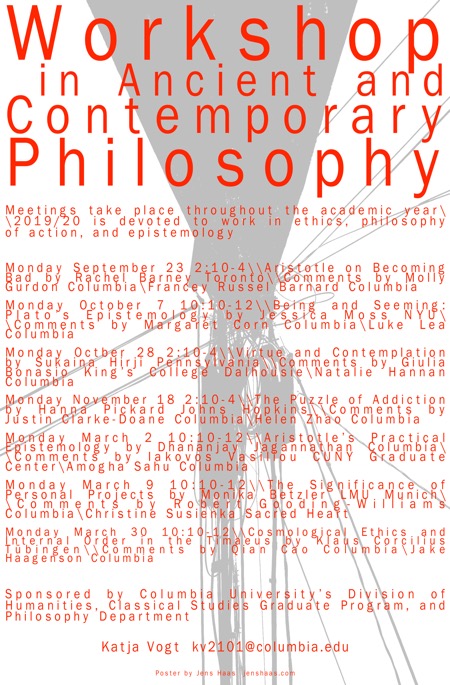 Workshop
in Ancient and
Contemporary
Philosophy
Meetings take place throughout the academic year\
\2019/20 is devoted to work in ethics, philosophy
of action, and epistemology
Monday September 23 2:10-4\\Aristotle on Becoming
Bad by Rachel Barney Toronto\\Comments by Molly
Gurdon Columbia\Francey Russel Barnard Columbia
Monday October 7 10:10-12\\Being and Seeming:
Plato's Epistemology by Jessica Moss NYU\
\Comments by Margaret Corn Columbia\Luke Lea
Columbia
Monday Octber 28 2:10-4\\Virtue and Contemplation
by Sukaina Hirji Pennsylvania\\Comments by Giulia
Bonasio King's College Dalhousie\Natalie Hannan
Columbia
Monday November 18 2:10-4\\The Puzzle of Addiction
by Hanna Pickard Johns Hopkins\\Comments by
Justin Clarke-Doane Columbia\Helen Zhao Columbia
Monday March 2 10:10-12\\Aristotle's Practical
Epistemology by Dhananjay Jagannathan Columbia\
\Comments by Iakovos Vasiliou CUNY Graduate
Center\Amogha Sahu Columbia
Monday March 9 10:10-12\\The Significance of
Personal Projects by Monika Betzler LMU Munich\
\Comments by Robert Gooding-Williams
Columbia\Christine Susienka Sacred Heart
Monday March 30 10:10-12\\Cosmological Ethics and
Internal Order in the Timaeus by Klaus Corcilius
Tübingen\\Comments by Qian Cao Columbia\Jake
Haagenson Columbia
Sponsored by Columbia University's Division of
Humanities, Classical Studies Graduate Program, and
Philosophy Department
Katja Vogt kv2101@columbia.edu
Poster by Jens Haas jenshaas.com